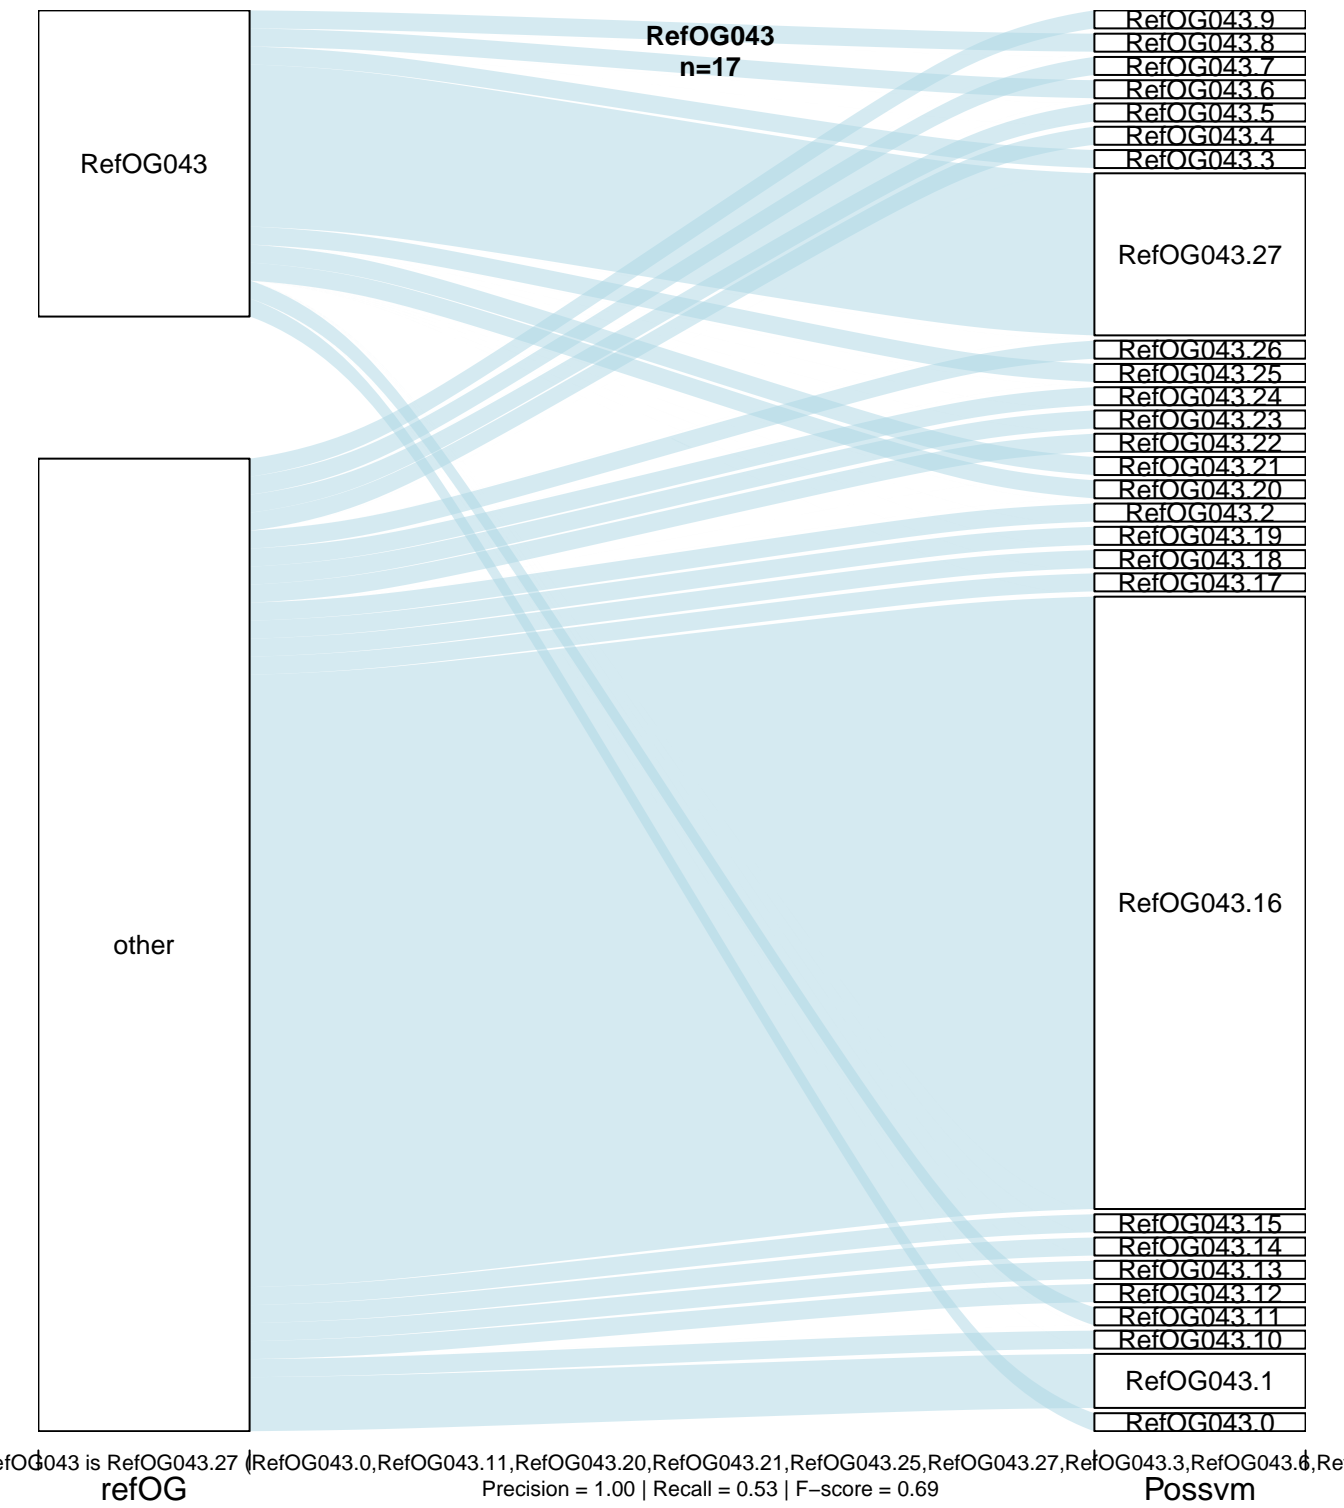 RefOG043
n=17
RefOG043
other
RefOG043.9
RefOG043.8
RefOG043.7
RefOG043.6
RefOG043.5
RefOG043.4
RefOG043.3
RefOG043.27
RefOG043.26
RefOG043.25
RefOG043.24
RefOG043.23
RefOG043.22
RefOG043.21
RefOG043.20
RefOG043.2
RefOG043.19
RefOG043.18
RefOG043.17
RefOG043.16
RefOG043.15
RefOG043.14
RefOG043.13
RefOG043.12
RefOG043.11
RefOG043.10
RefOG043.1
RefOG043.0
efOG043 is RefOG043.27 (RefOG043.0,RefOG043.11,RefOG043.20,RefOG043.21,RefOG043.25,RefOG043.27,RefOG043.3,RefOG043.6,Re
refOG
Precision = 1.00 | Recall = 0.53 | F−score = 0.69
Possvm